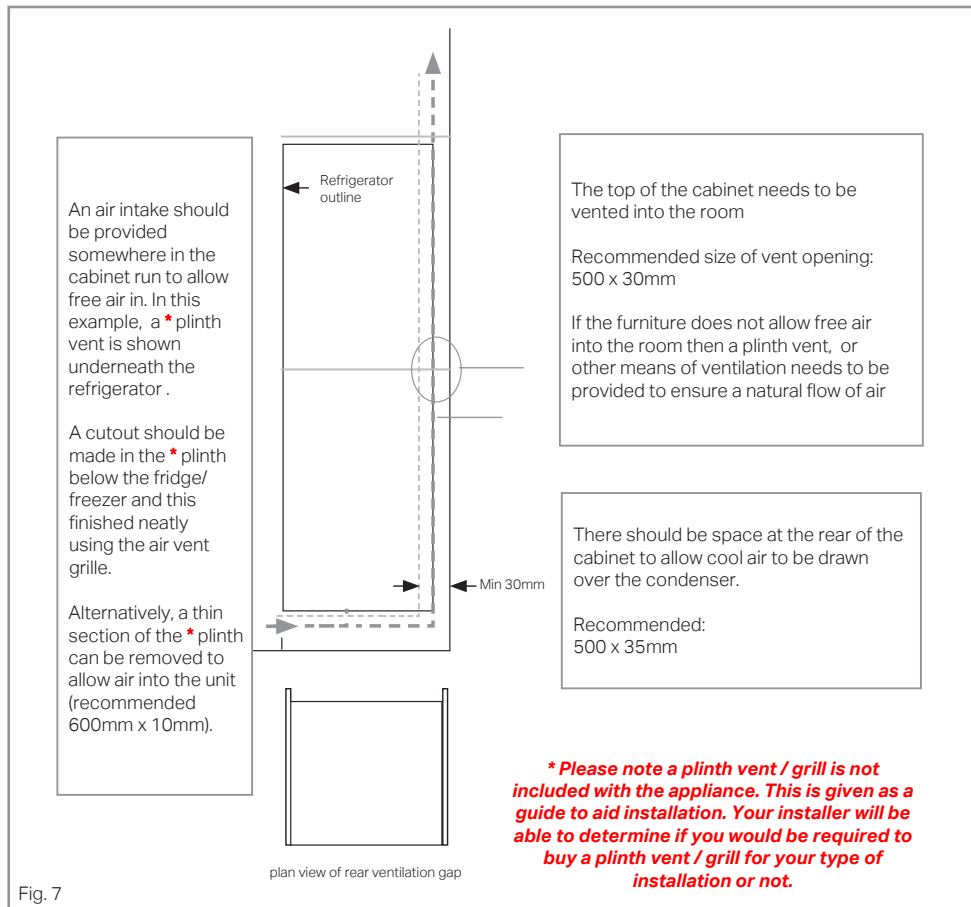 An air intake should
be provided
somewhere in the
cabinet run to allow
free air in. In this
example,  a * plinth
vent is shown
underneath the
refrigerator .
A cutout should be
made in the * plinth
below the fridge/
freezer and this
finished neatly
using the air vent
grille.
Alternatively, a thin
section of the * plinth
can be removed to
allow air into the unit
(recommended
600mm x 10mm).
Refrigerator
outline
Min 30mm
plan view of rear ventilation gap
The top of the cabinet needs to be
vented into the room
Recommended size of vent opening:
500 x 30mm
If the furniture does not allow free air
into the room then a plinth vent,  or
other means of ventilation needs to be
provided to ensure a natural flow of air
There should be space at the rear of the
cabinet to allow cool air to be drawn
over the condenser.
Recommended:
500 x 35mm
* Please note a plinth vent / grill is not
included with the appliance. This is given as a
guide to aid installation. Your installer will be
able to determine if you would be required to
buy a plinth vent / grill for your type of
installation or not.
Fig. 7